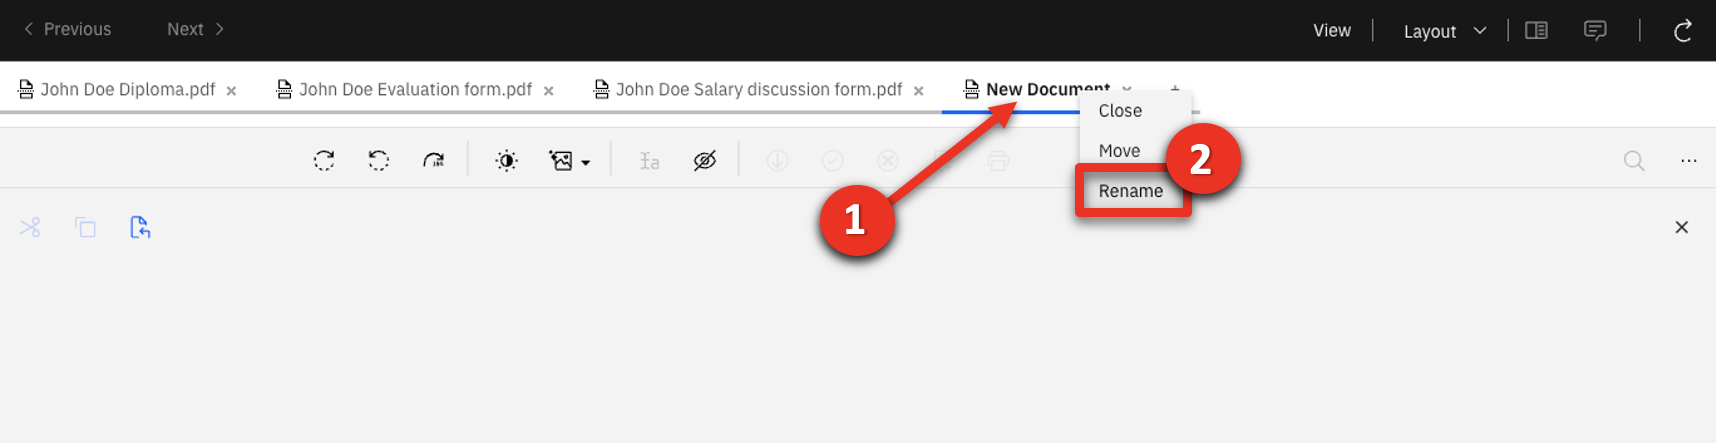 Previous Next View Layout
John Doe Diploma.pdf × John Doe Evaluation form.pdf × John Doe Salary discussion form.pdf × New Document × +
Close
Move
Rename
1
2